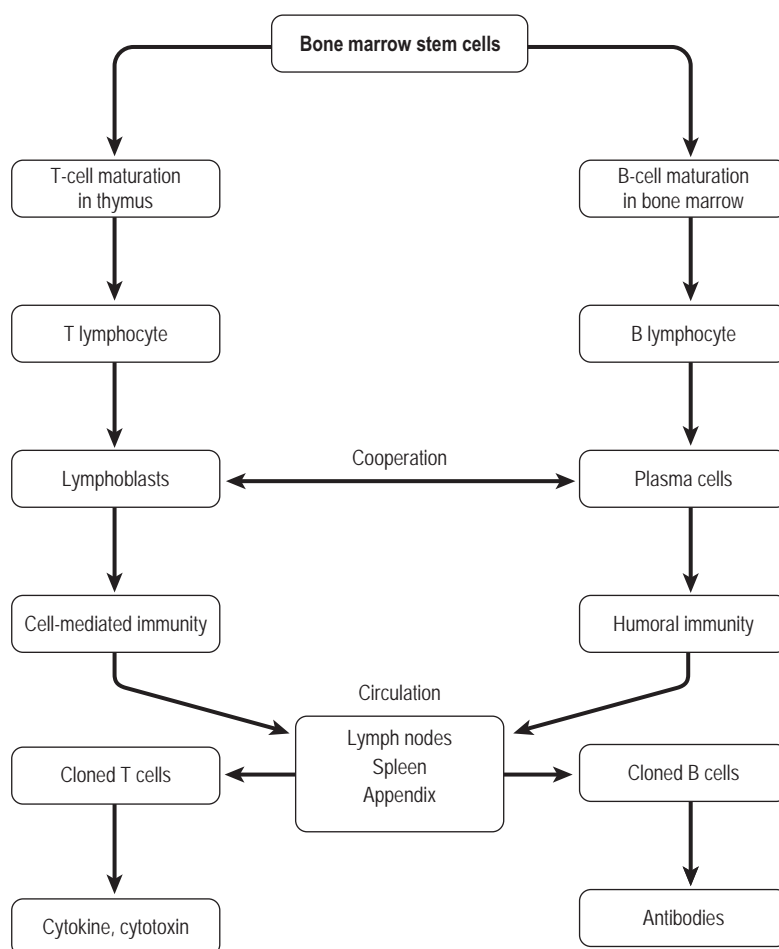 Bone marrow stem cells
T-cell maturation
in thymus
B-cell maturation
in bone marrow
T lymphocyte
B lymphocyte
Cooperation
Lymphoblasts
Plasma cells
Cell-mediated immunity
Humoral immunity
Circulation
Lymph nodes
Spleen
Appendix
Cloned T cells
Cloned B cells
Cytokine, cytotoxin
Antibodies